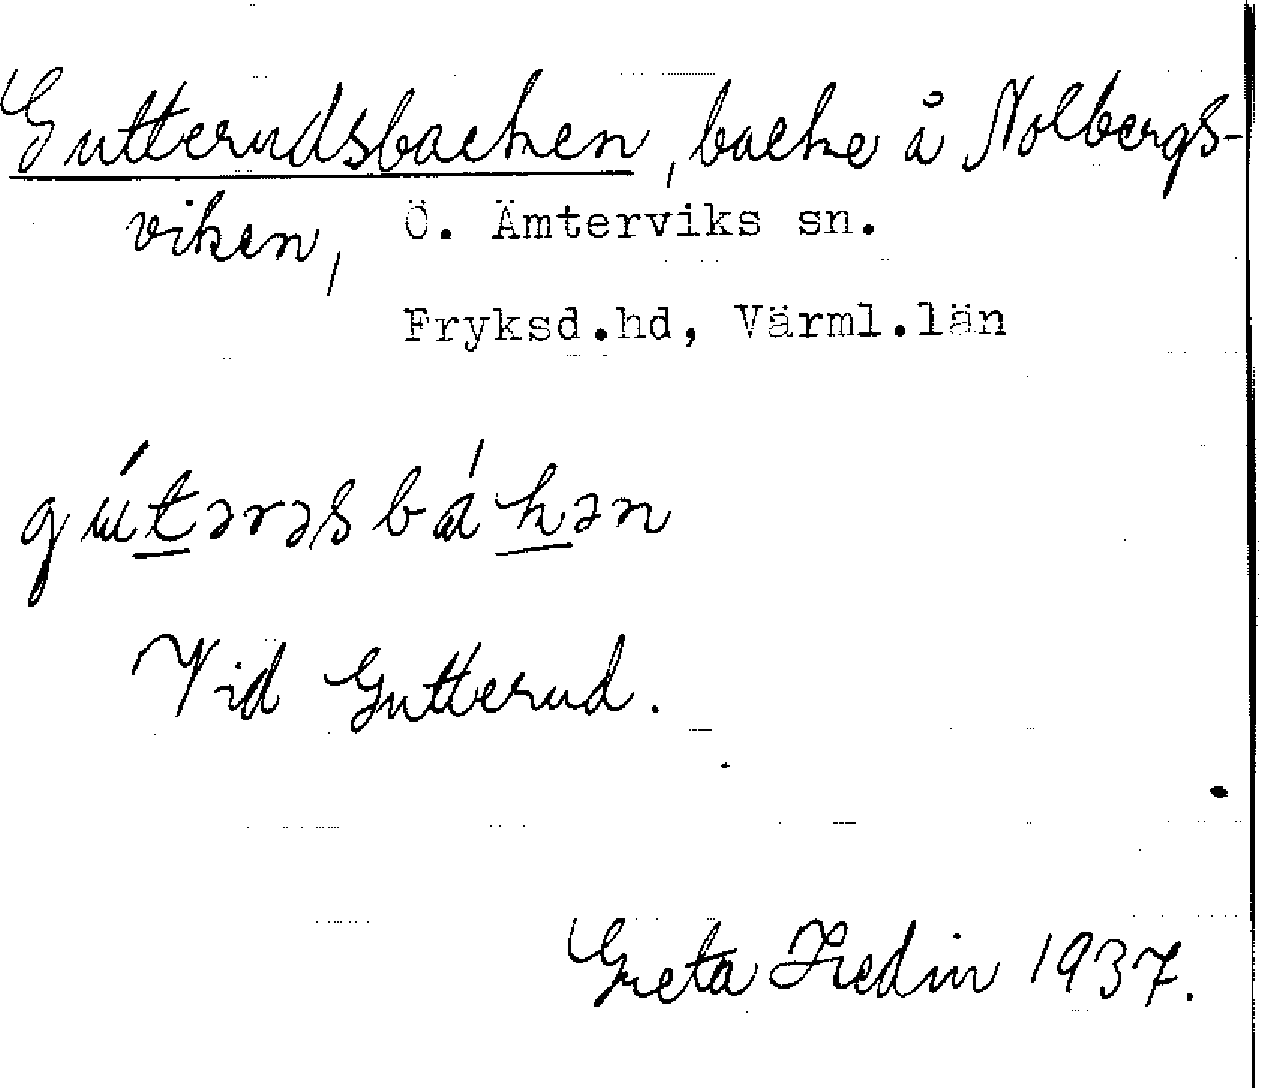 Gutterudsbacken, backe å Nolbergs-
viken, Ö. Ämterviks sn.
Fryksd.hd, Värml.län
gútərəsbákən
Vid Gutterud.
Greta Hedin 1937.